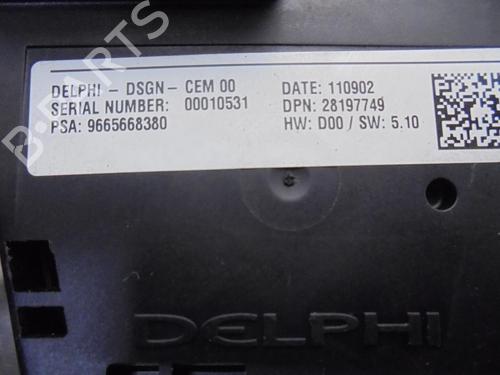 DELPHI - DSGN - CEM 00
SERIAL NUMBER: 00010531
PSA: 9665668380
DATE: 110902
DPN: 28197749
HW: D00 / SW: 5.10
DELPHI
B-PARTS